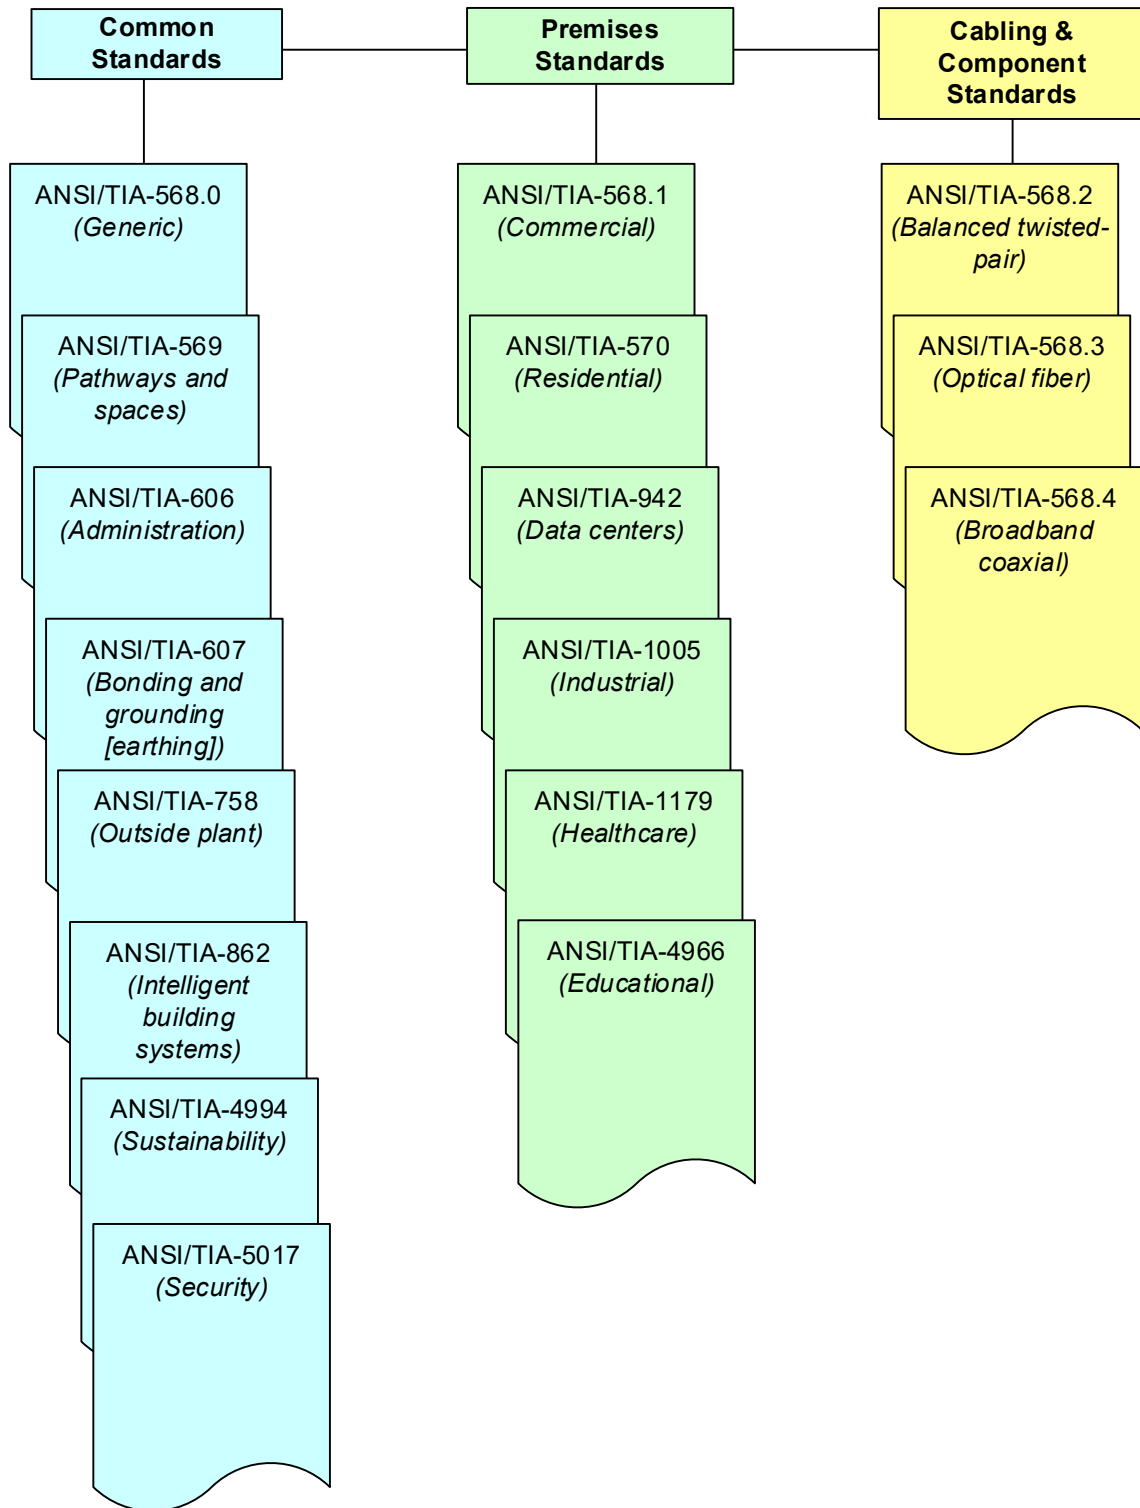 Common
Standards
Premises
Standards
Cabling &
Component
Standards
ANSI/TIA-568.0
(Generic)
ANSI/TIA-569
(Pathways and
spaces)
ANSI/TIA-606
(Administration)
ANSI/TIA-607
(Bonding and
grounding
[earthing])
ANSI/TIA-758
(Outside plant)
ANSI/TIA-862
(Intelligent
building
systems)
ANSI/TIA-4994
(Sustainability)
ANSI/TIA-5017
(Security)
ANSI/TIA-568.1
(Commercial)
ANSI/TIA-570
(Residential)
ANSI/TIA-942
(Data centers)
ANSI/TIA-1005
(Industrial)
ANSI/TIA-1179
(Healthcare)
ANSI/TIA-4966
(Educational)
ANSI/TIA-568.2
(Balanced twisted-
pair)
ANSI/TIA-568.3
(Optical fiber)
ANSI/TIA-568.4
(Broadband
coaxial)